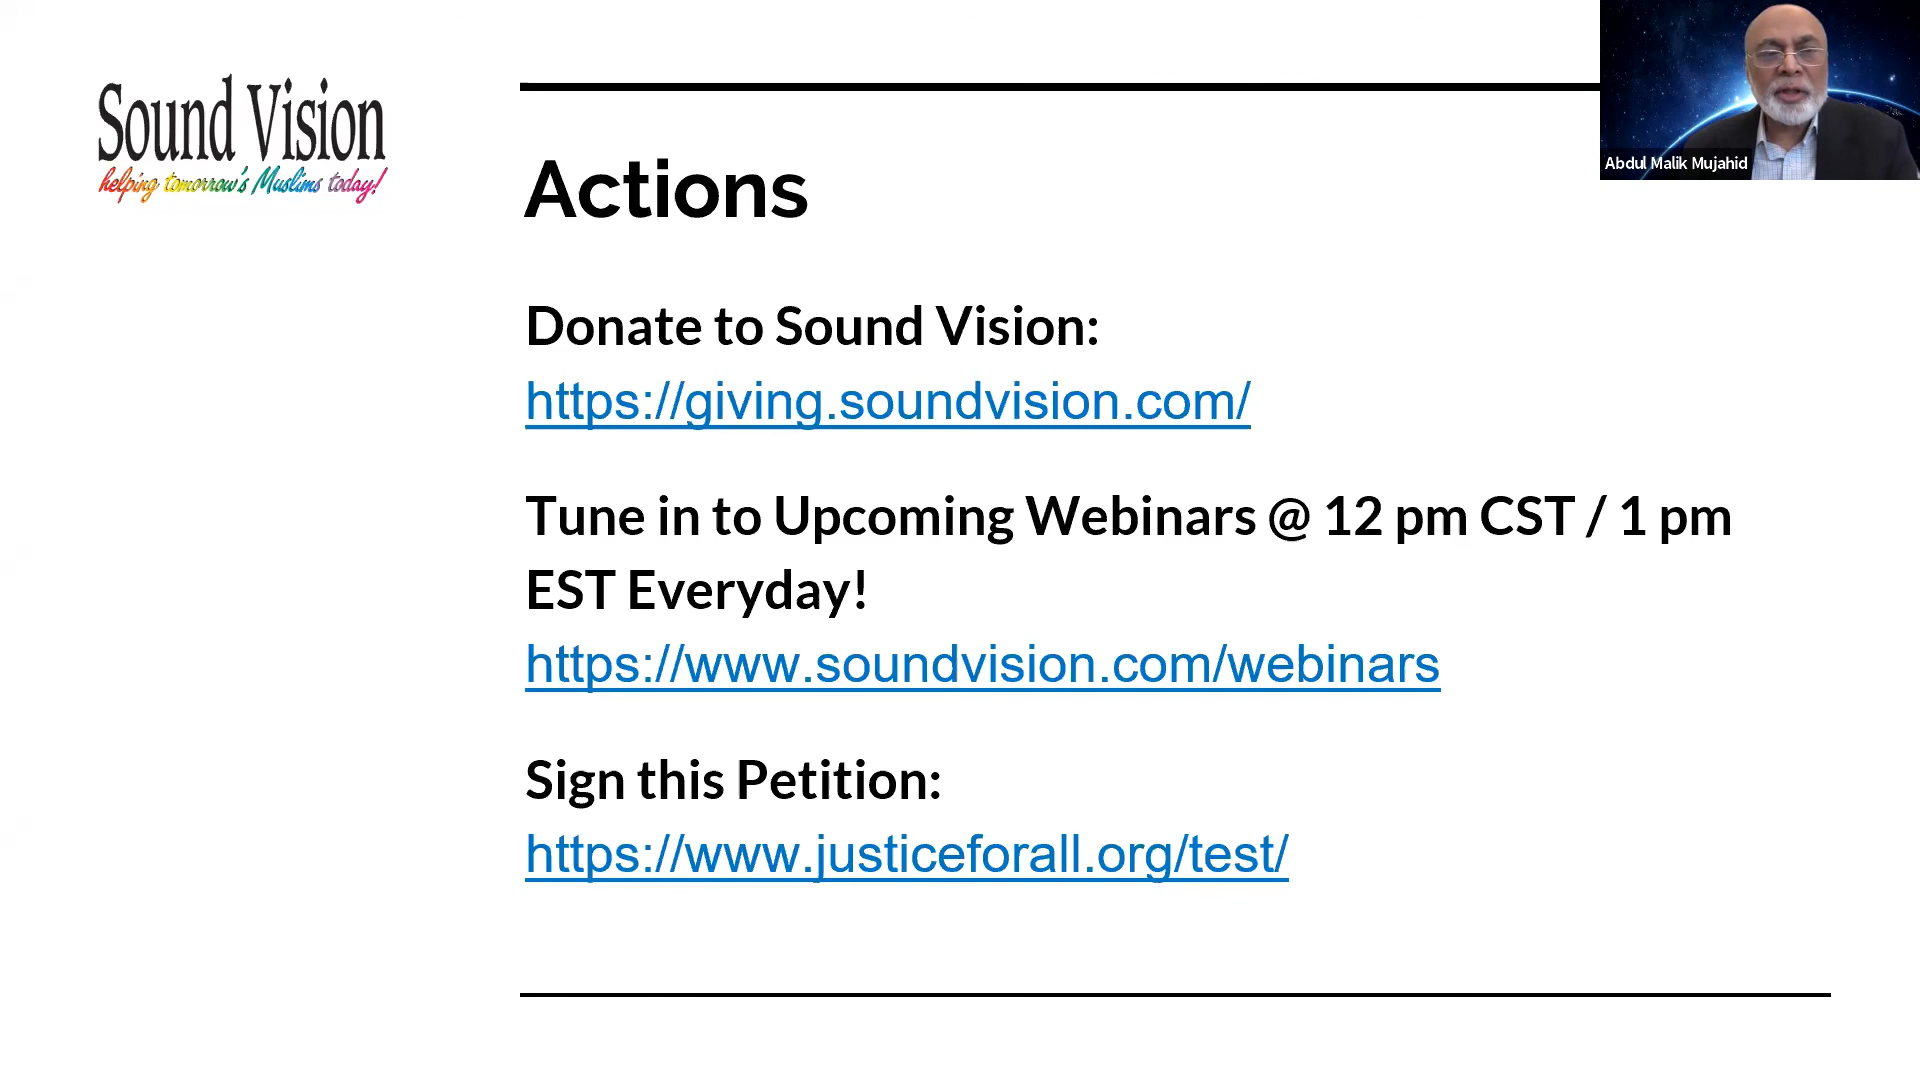 Sound Vision
helping tomorrow's Muslims today!
Abdul Malik Mujahid
Actions
Donate to Sound Vision:
https://giving.soundvision.com/
Tune in to Upcoming Webinars @ 12 pm CST / 1 pm
EST Everyday!
https://www.soundvision.com/webinars
Sign this Petition:
https://www.justiceforall.org/test/